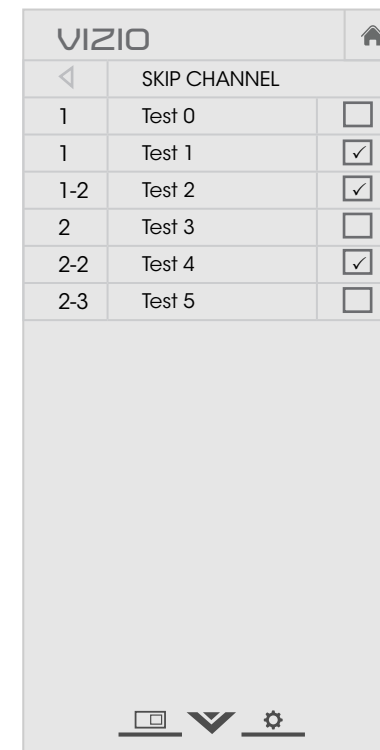 VIZIO
SKIP CHANNEL
1 Test 0
1 Test 1
1-2 Test 2
2 Test 3
2-2 Test 4
2-3 Test 5